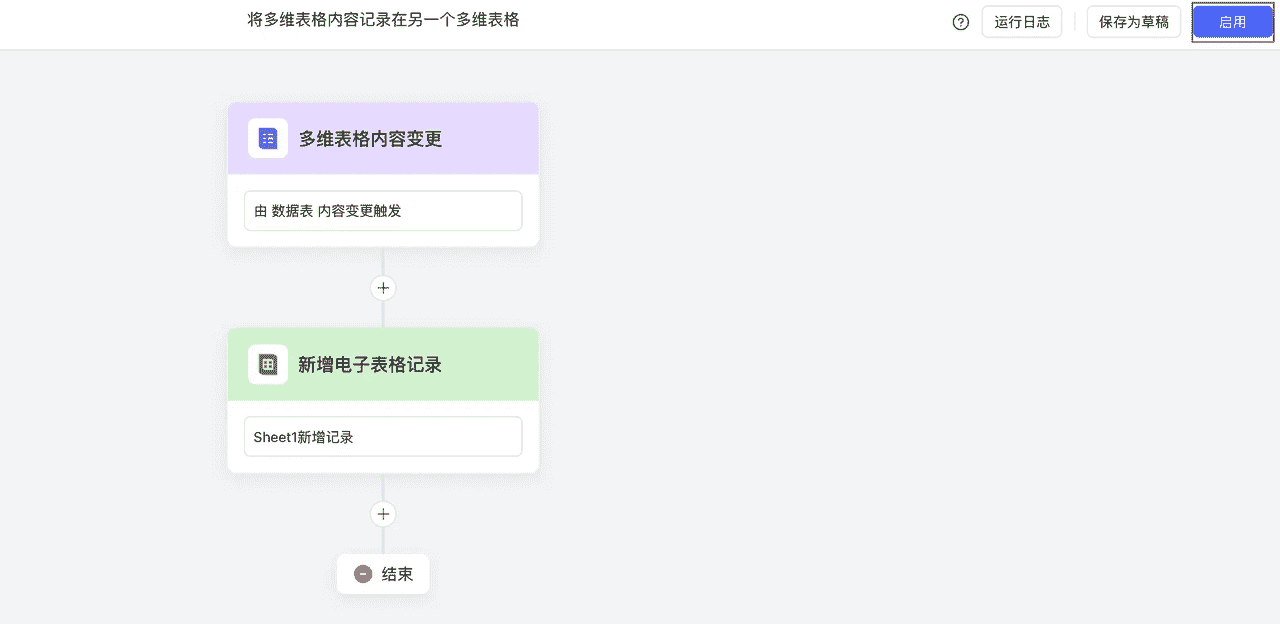 将多维表格内容记录在另一个多维表格
运行日志
保存为草稿
启用
多维表格内容变更
由 数据表 内容变更触发
新增电子表格记录
Sheet1新增记录
结束